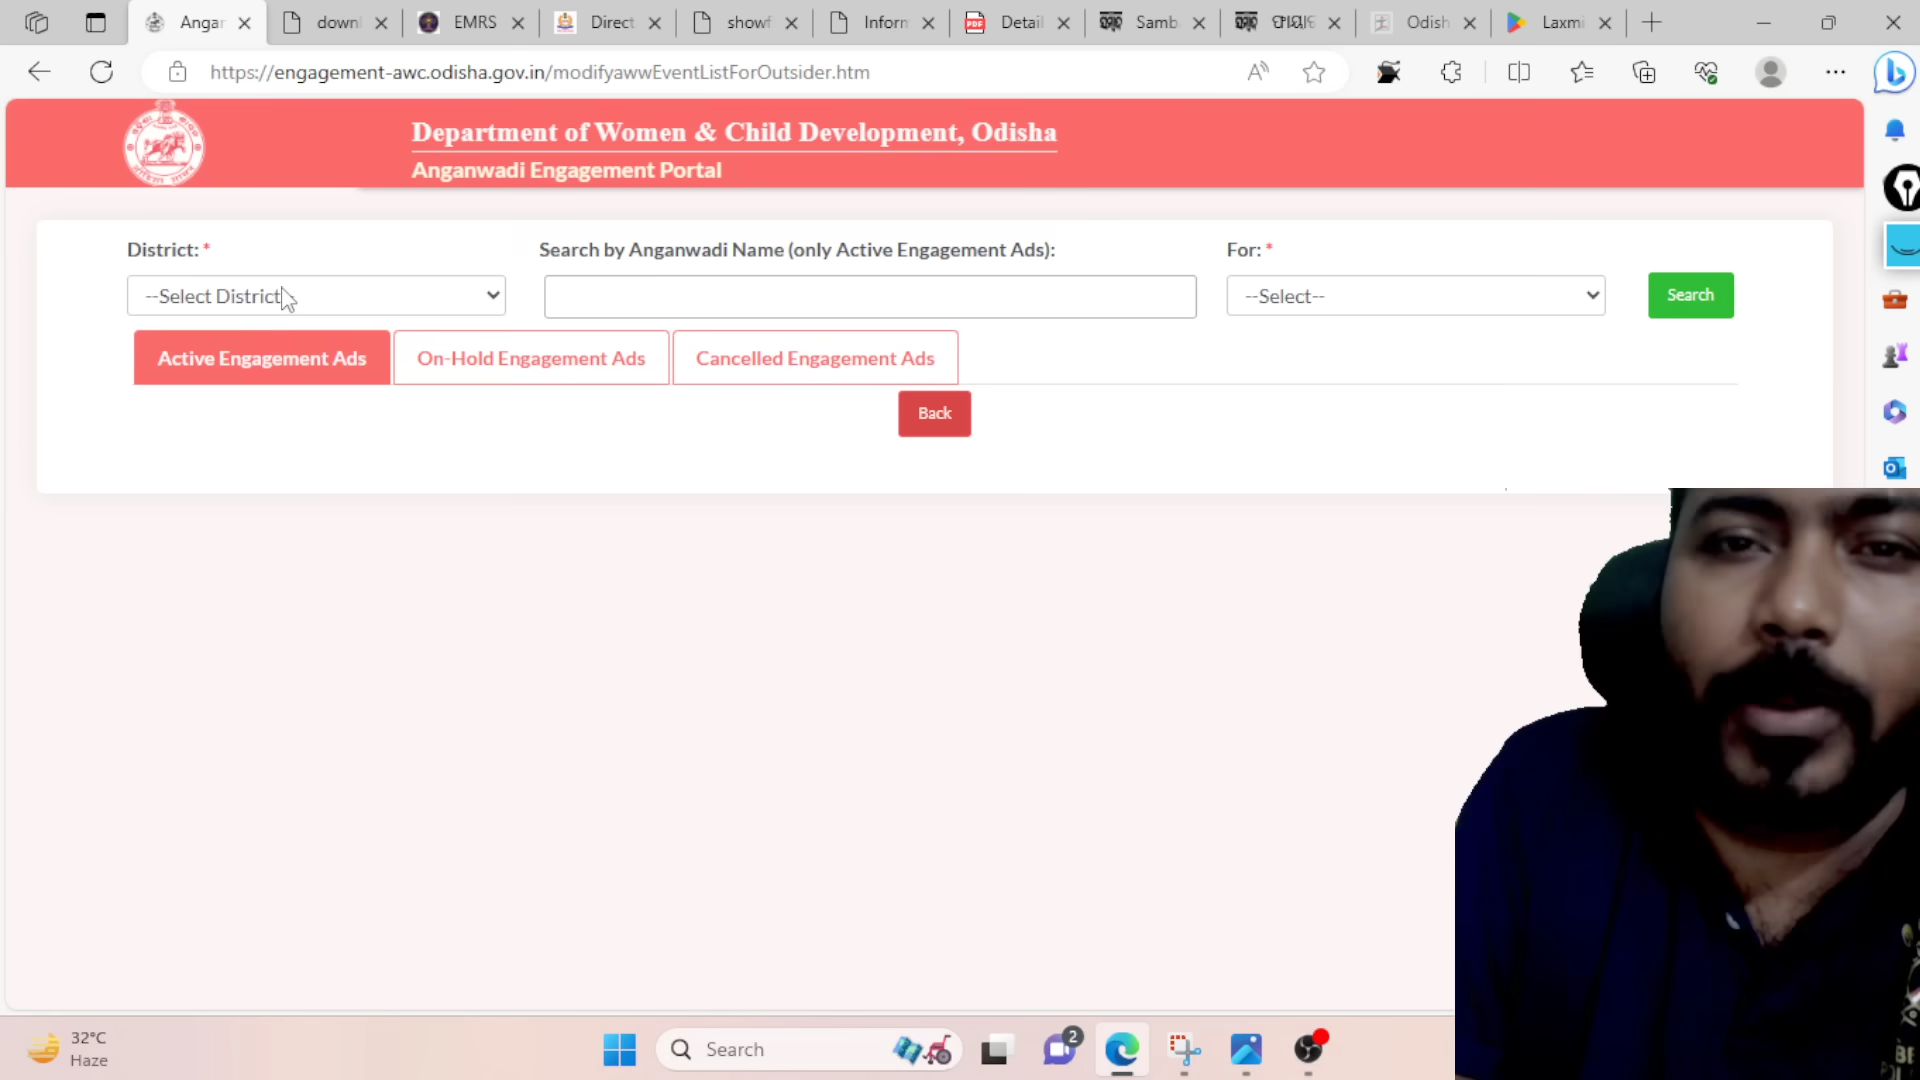 Angar
down
EMRS
Direct
showf
Inform
PDF
Detail
Samb
Odish
Laxmi
https://engagement-awc.odisha.gov.in/modifyawwEventListForOutsider.htm
Department of Women & Child Development, Odisha
Anganwadi Engagement Portal
District: *
Search by Anganwadi Name (only Active Engagement Ads):
For: *
--Select District
--Select--
Search
Active Engagement Ads
On-Hold Engagement Ads
Cancelled Engagement Ads
Back
32°C
Haze
Search
2